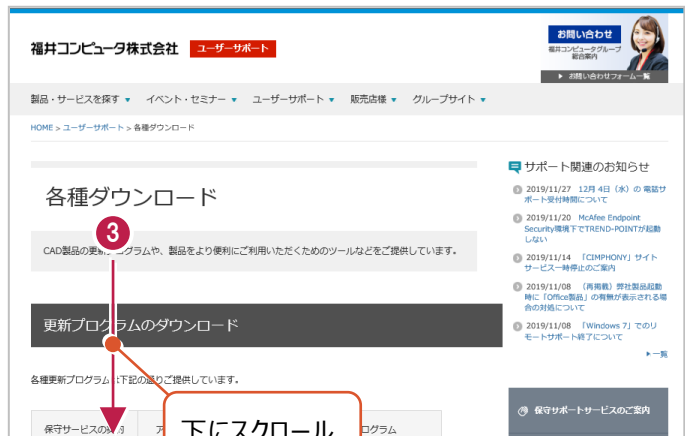 福井コンピュータ株式会社 ユーザーサポート
お問い合わせ
福井コンピュータグループ
総合案内
▶ お問い合わせフォーム一覧
製品・サービスを探す ▼ イベント・セミナー ▼ ユーザーサポート ▼ 販売店様 ▼ グループサイト ▼
HOME > ユーザーサポート > 各種ダウンロード
各種ダウンロード
3
CAD製品の更新プログラムや、製品をより便利にご利用いただくためのツールなどをご提供しています。
更新プログラムのダウンロード
各種更新プログラムは下記の通りご提供しています。
保守サービスの
ログラム
下にスクロール
サポート関連のお知らせ
2019/11/27 12月 4日（水）の 電話サ
ポート受付時間について
2019/11/20 McAfee Endpoint
Security環境下でTREND-POINTが起動
しない
2019/11/14 「CIMPHONY」サイト
サービス一時停止のご案内
2019/11/08 （再掲載）弊社製品起動
時に「Office製品」の有無が表示される場
合の対処について
2019/11/08 「Windows 7」でのリ
モートサポート終了について
▶ 一覧
保守サポートサービスのご案内